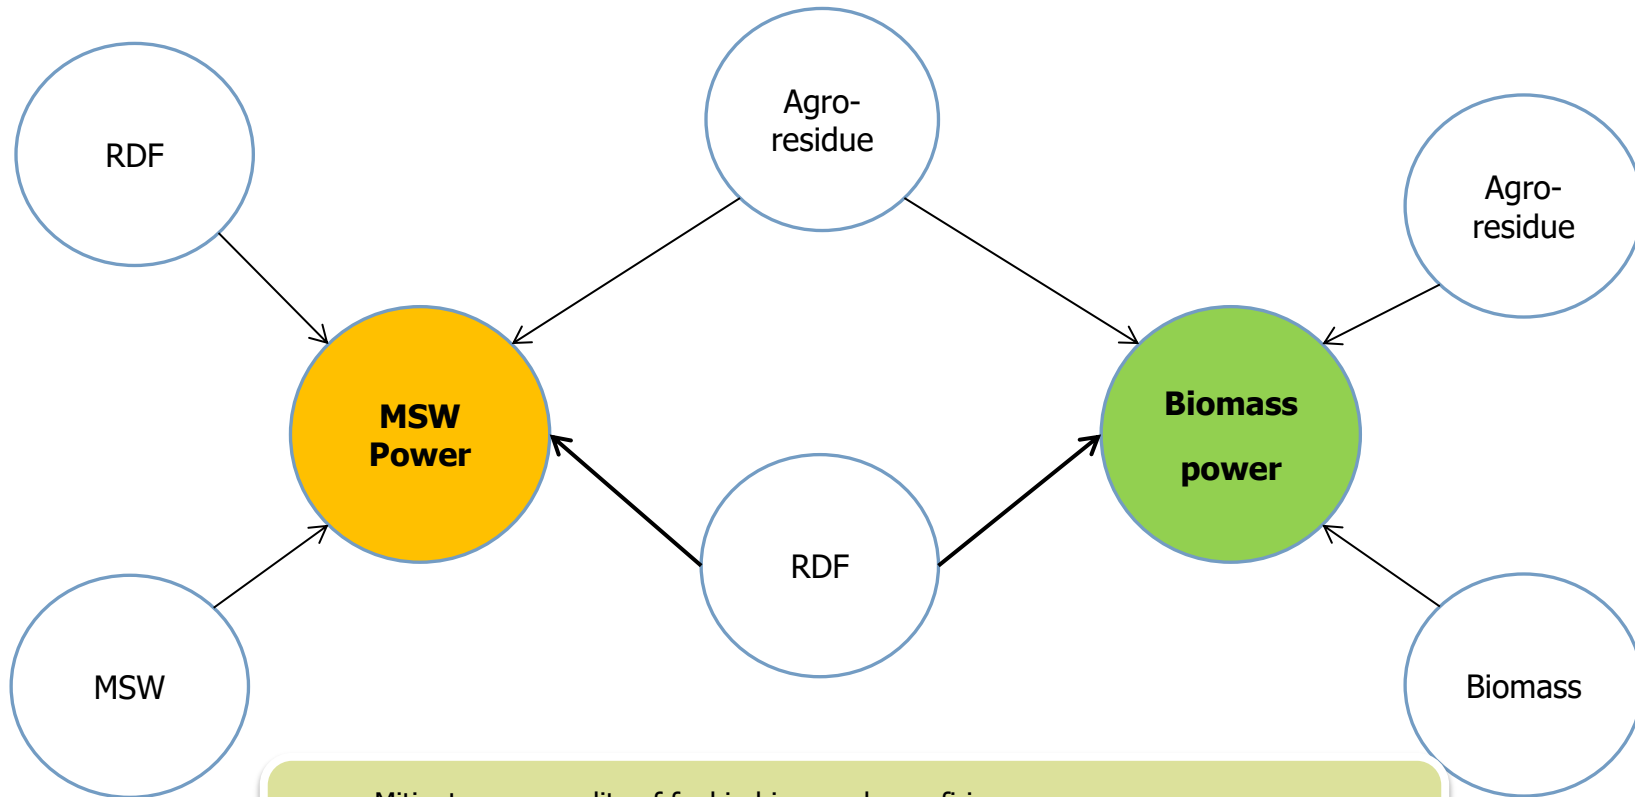 RDF
Agro-
residue
Agro-
residue
MSW
Power
Biomass
power
RDF
MSW
Biomass